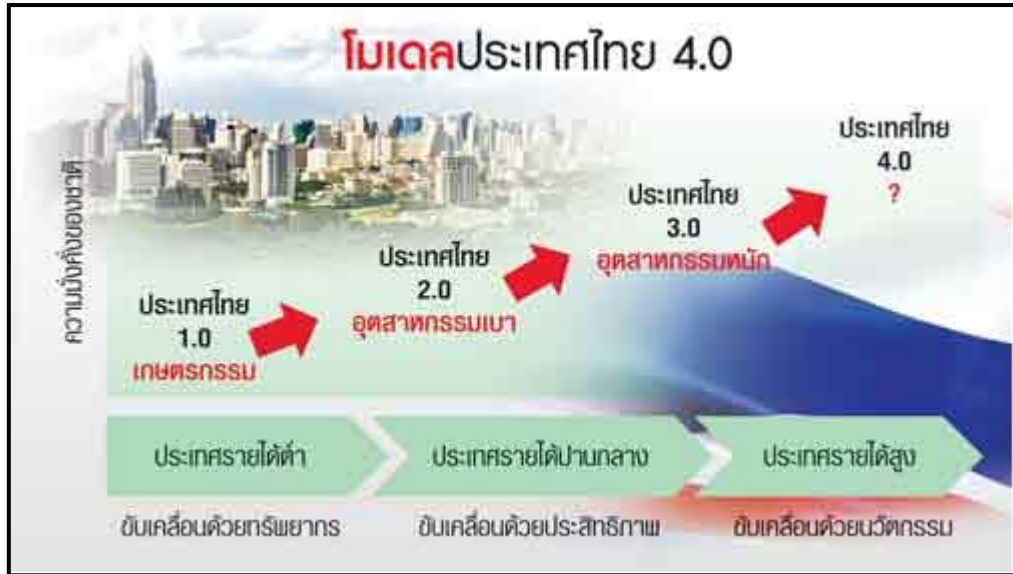 โมเดลประเทศไทย 4.0
ความมั่งคั่งของชาติ
ประเทศไทย
1.0
เกษตรกรรม
ประเทศไทย
2.0
อุตสาหกรรมเบา
ประเทศไทย
3.0
อุตสาหกรรมหนัก
ประเทศไทย
4.0
?
ประเทศรายได้ต่ำ
ประเทศรายได้ปานกลาง
ประเทศรายได้สูง
ขับเคลื่อนด้วยทรัพยากร
ขับเคลื่อนด้วยประสิทธิภาพ
ขับเคลื่อนด้วยนวัตกรรม